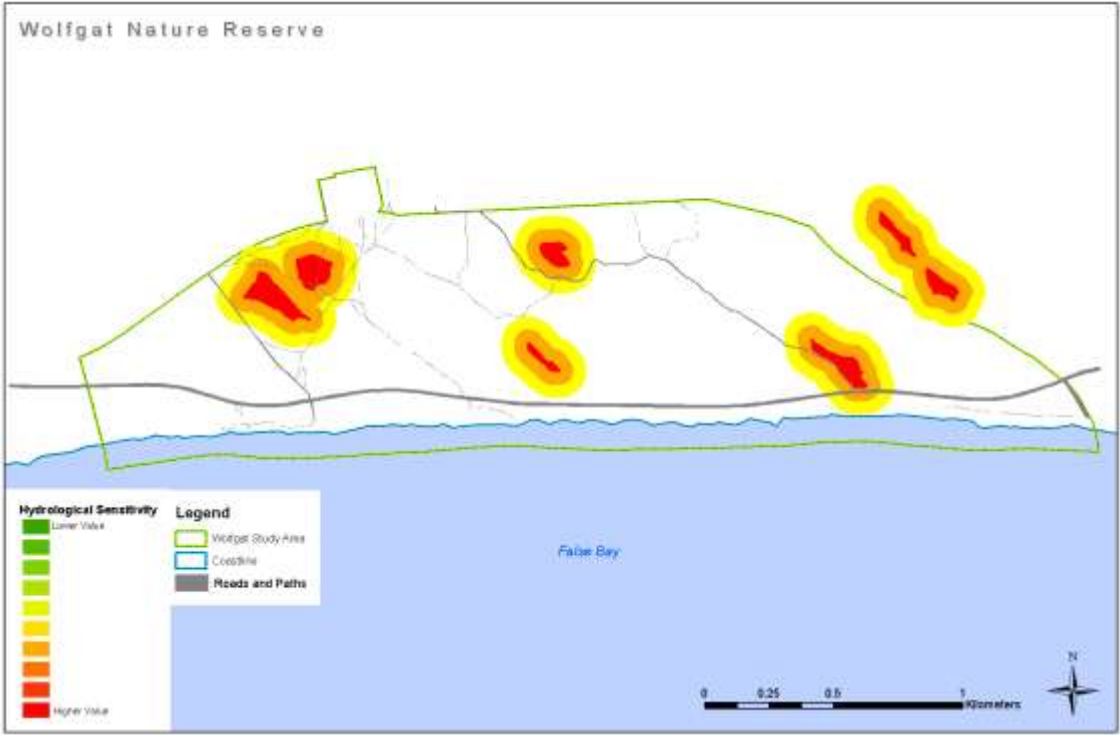 Wolfgat Nature Reserve
False Bay
Hydrological Sensitivity
Lower Value
Higher Value
Legend
Wolfgat Study Area
Coastline
Roads and Paths
N
0 0.25 0.5 1
Kilometers